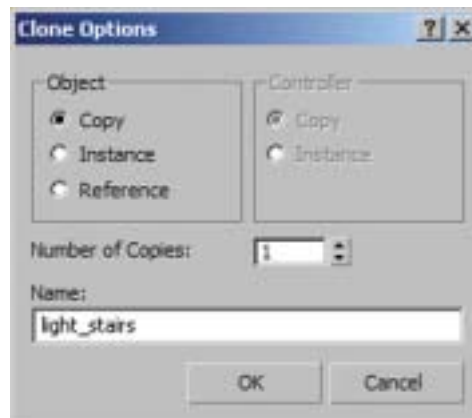 Clone Options
Object
Controller
Copy
Copy
Instance
Instance
Reference
Number of Copies:
1
Name:
light_stairs
OK
Cancel